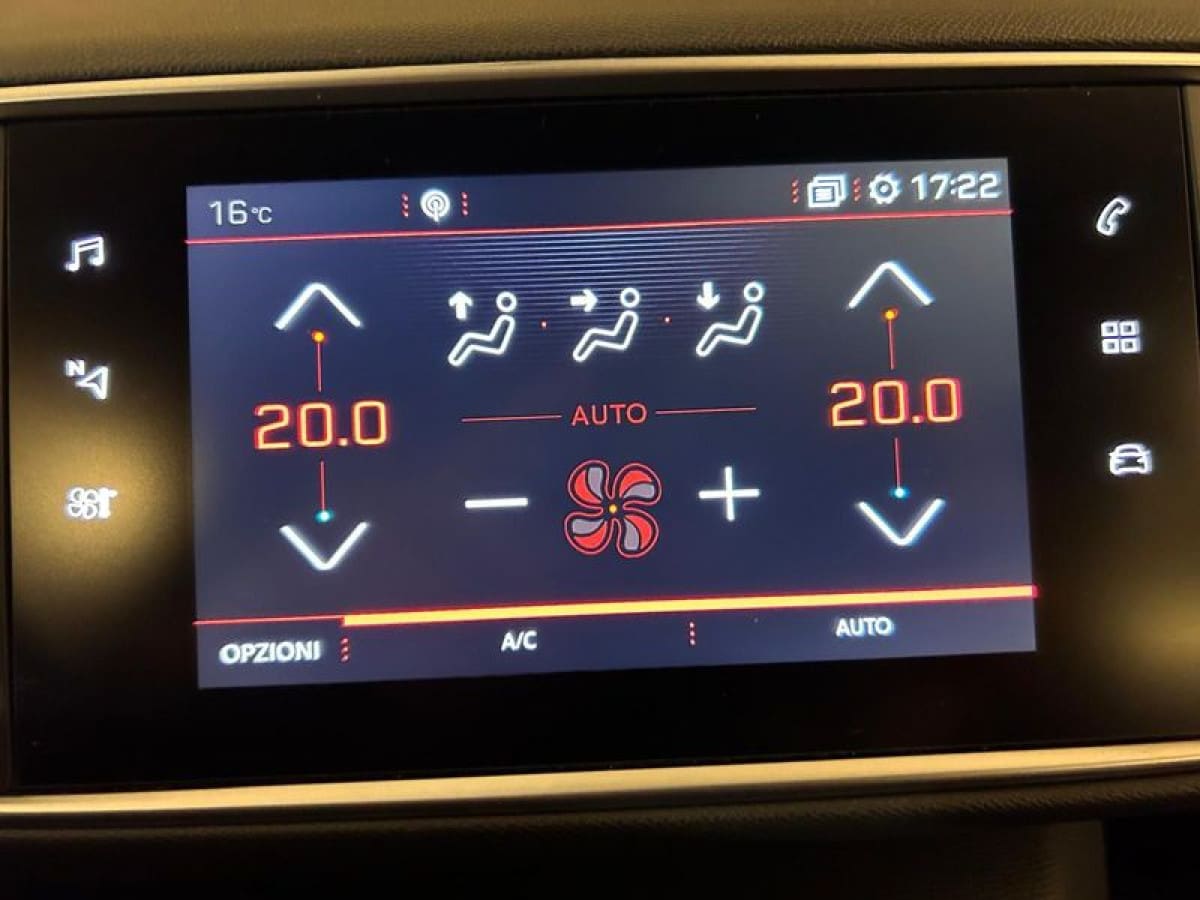 16°C 17:22
N
20.0 20.0
AUTO
OPZIONI A/C AUTO